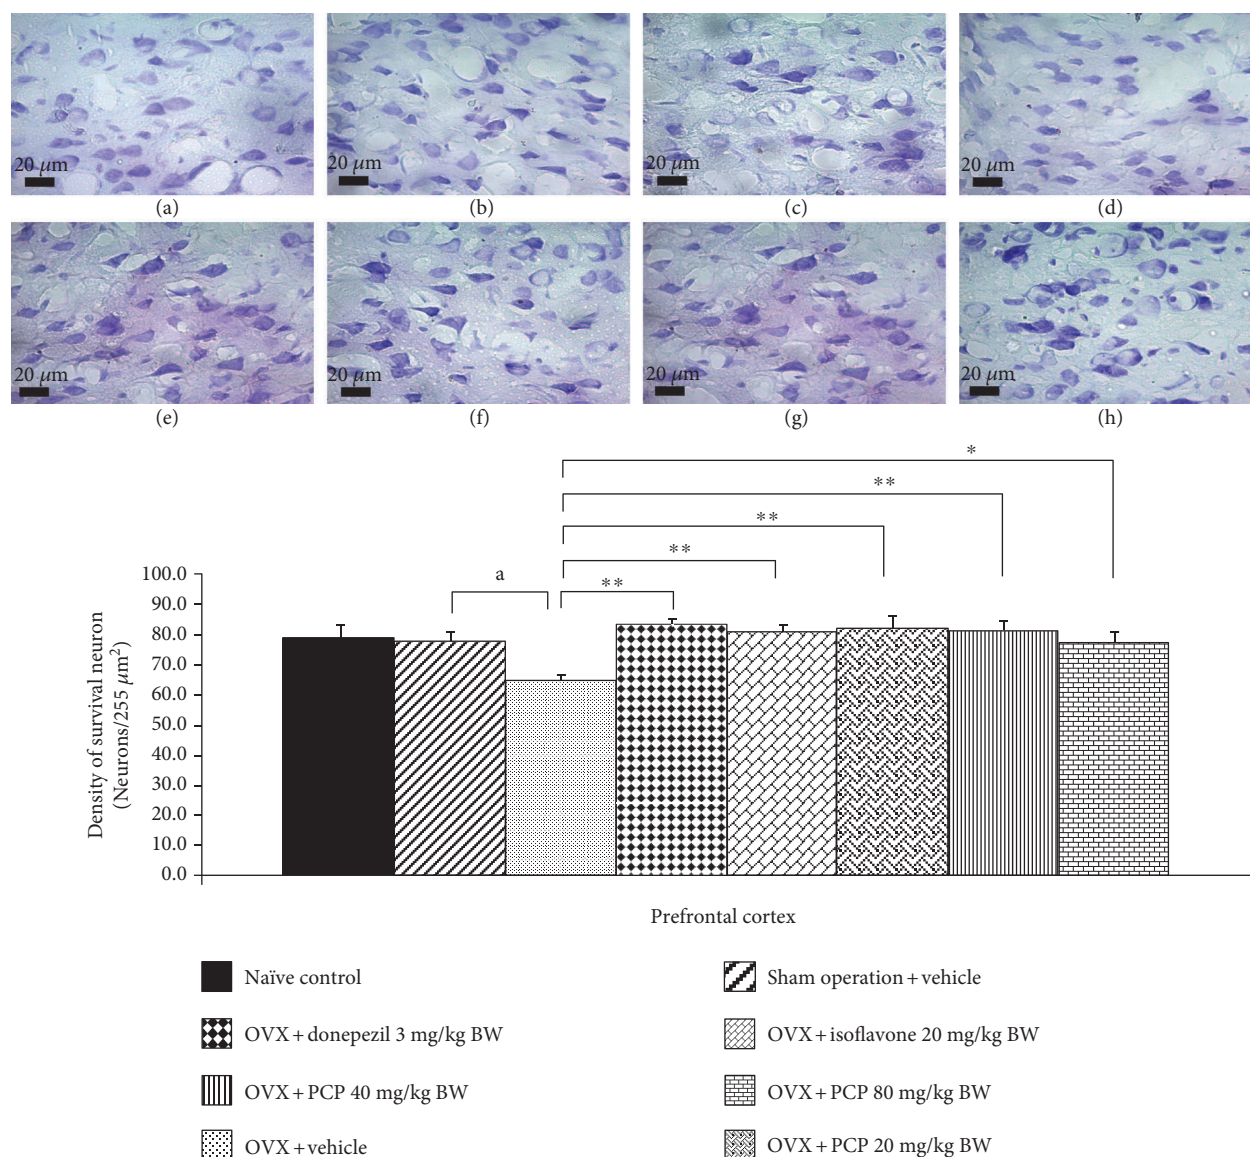 20 μm
20 μm
20 μm
20 μm
(a)
(b)
(c)
(d)
20 μm
20 μm
20 μm
20 μm
(e)
(f)
(g)
(h)
*
**
**
**
a
**
Density of survival neuron
(Neurons/255 μm²)
100.0
90.0
80.0
70.0
60.0
50.0
40.0
30.0
20.0
10.0
0.0
Prefrontal cortex
Naïve control
Sham operation + vehicle
OVX + donepezil 3 mg/kg BW
OVX + isoflavone 20 mg/kg BW
OVX + PCP 40 mg/kg BW
OVX + PCP 80 mg/kg BW
OVX + vehicle
OVX + PCP 20 mg/kg BW